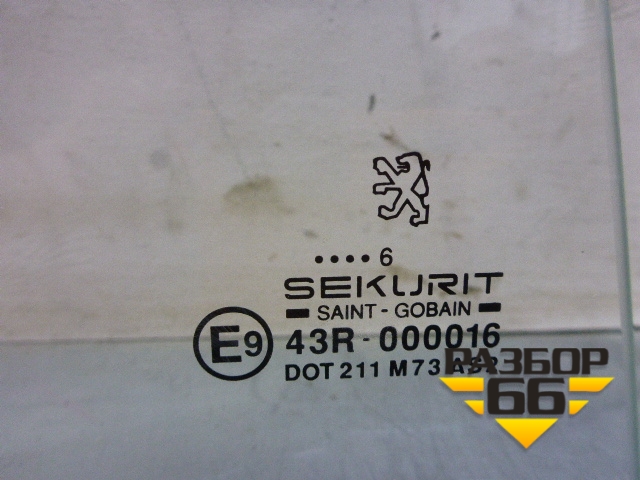 •••• 6
SEKURIT
SAINT - GOBAIN
E9 43R - 000016
DOT 211 M73
РАЗБОР
66